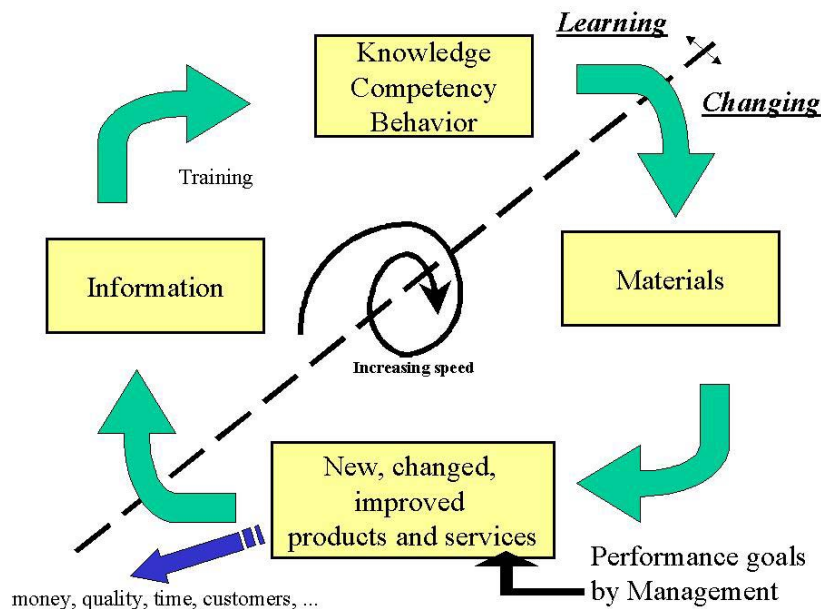 Learning
Knowledge
Competency
Behavior
Changing
Training
Information
Materials
Increasing speed
New, changed,
improved
products and services
Performance goals
by Management
money, quality, time, customers, ...